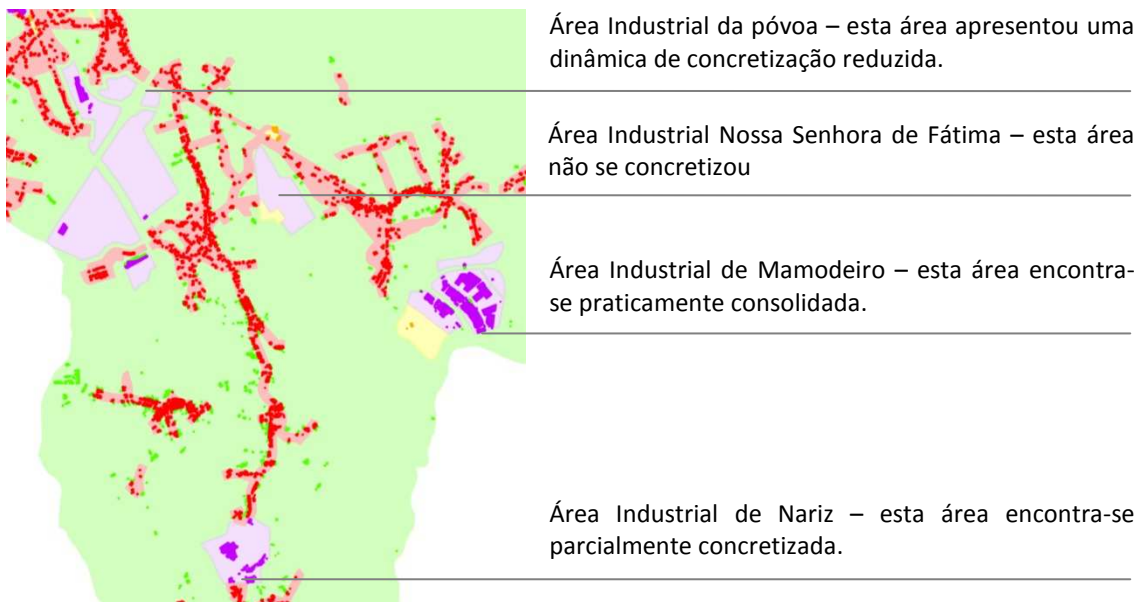 Área Industrial da póvoa – esta área apresentou uma
dinâmica de concretização reduzida.
Área Industrial Nossa Senhora de Fátima – esta área
não se concretizou
Área Industrial de Mamodeiro – esta área encontra-
se praticamente consolidada.
Área Industrial de Nariz – esta área encontra-se
parcialmente concretizada.